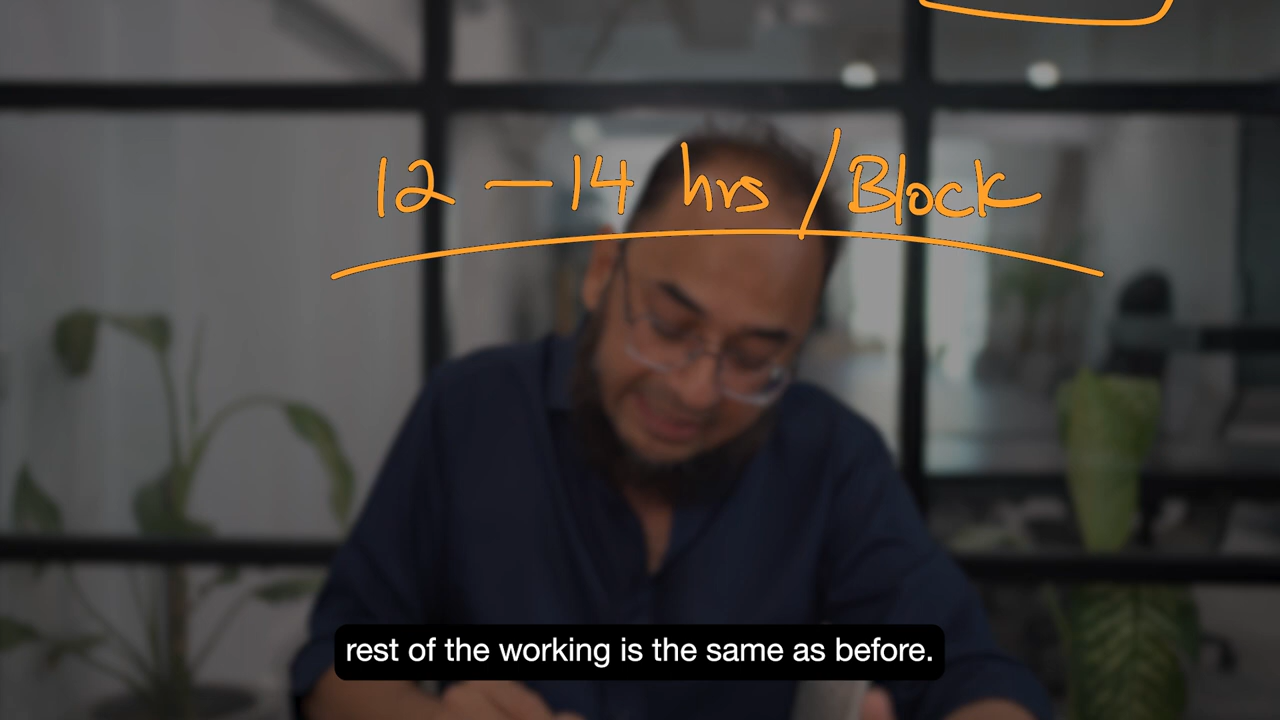 12 – 14 hrs / Block
rest of the working is the same as before.